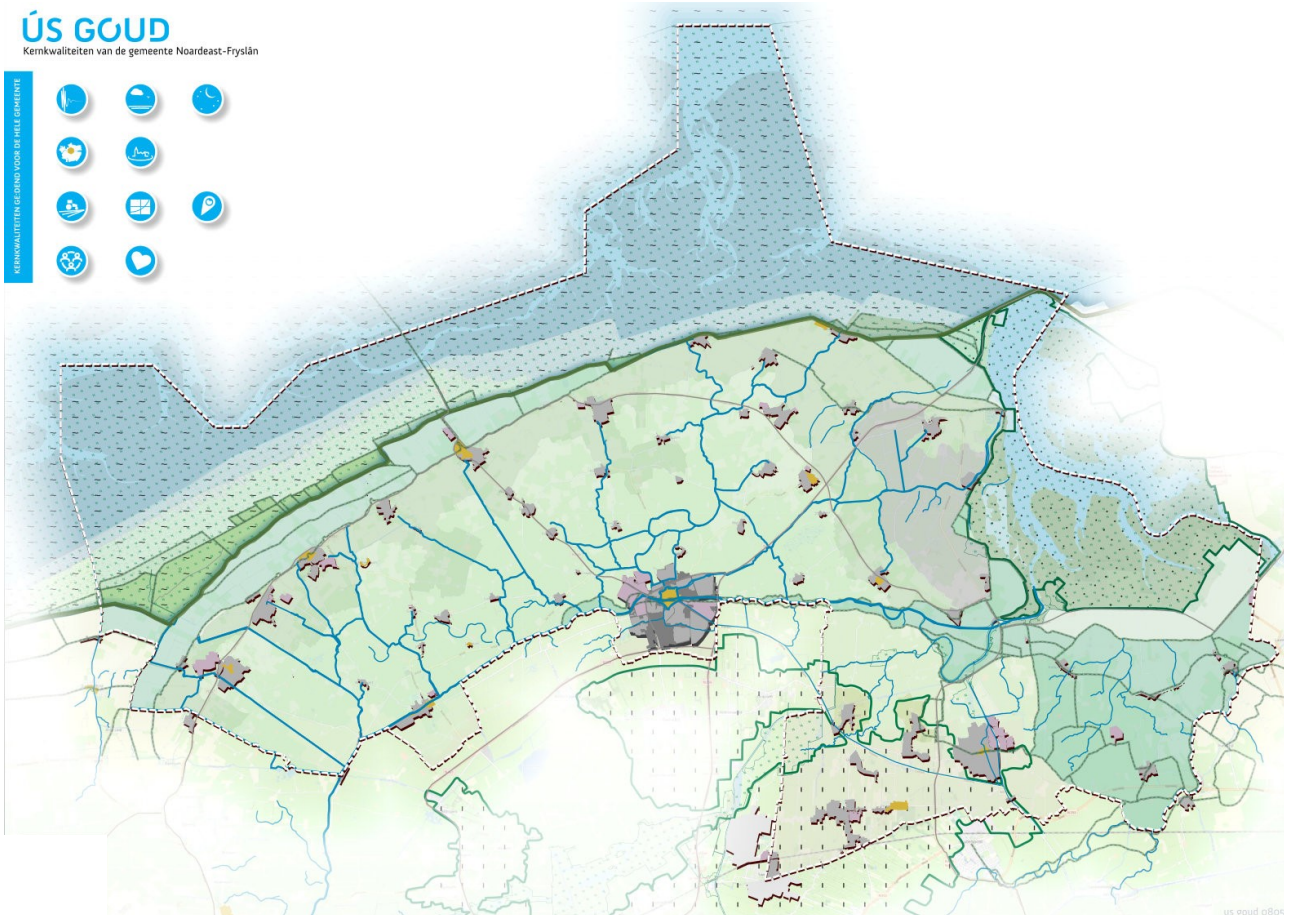 ÚS GOUD
Kernkwaliteiten van de gemeente Noardeast-Fryslân
KERNKWALITEITEN GELDEND VOOR DE HELE GEMEENTE